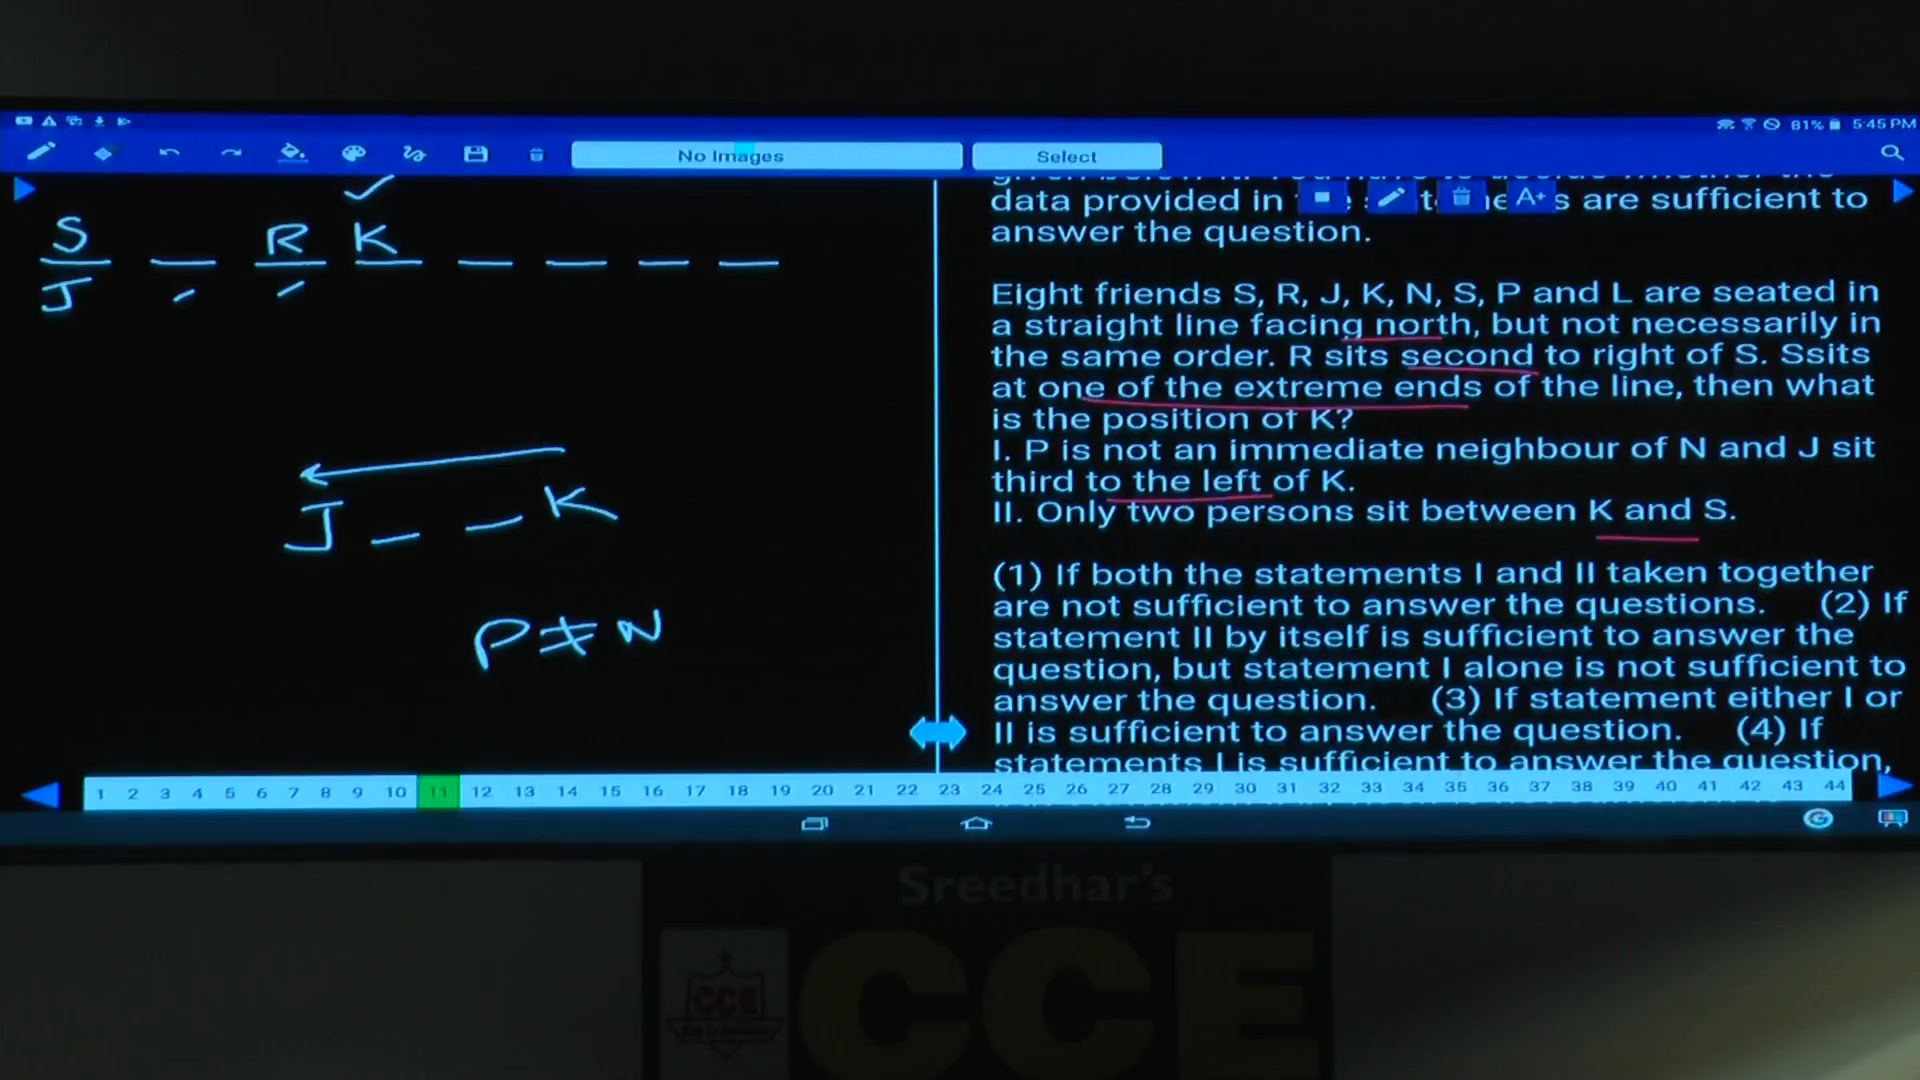 81% 5:45 PM
No Images Select
data provided in A+ s are sufficient to
answer the question.
S R K
J
Eight friends S, R, J, K, N, S, P and L are seated in
a straight line facing north, but not necessarily in
the same order. R sits second to right of S. Ssits
at one of the extreme ends of the line, then what
is the position of K?
I. P is not an immediate neighbour of N and J sit
third to the left of K.
II. Only two persons sit between K and S.
J _ _ K
P ≠ N
(1) If both the statements I and II taken together
are not sufficient to answer the questions. (2) If
statement II by itself is sufficient to answer the
question, but statement I alone is not sufficient to
answer the question. (3) If statement either I or
II is sufficient to answer the question. (4) If
statements I is sufficient to answer the question,
1 2 3 4 5 6 7 8 9 10 11 12 13 14 15 16 17 18 19 20 21 22 23 24 25 26 27 28 29 30 31 32 33 34 35 36 37 38 39 40 41 42 43 44
Sreedhar's
CCE
CCE